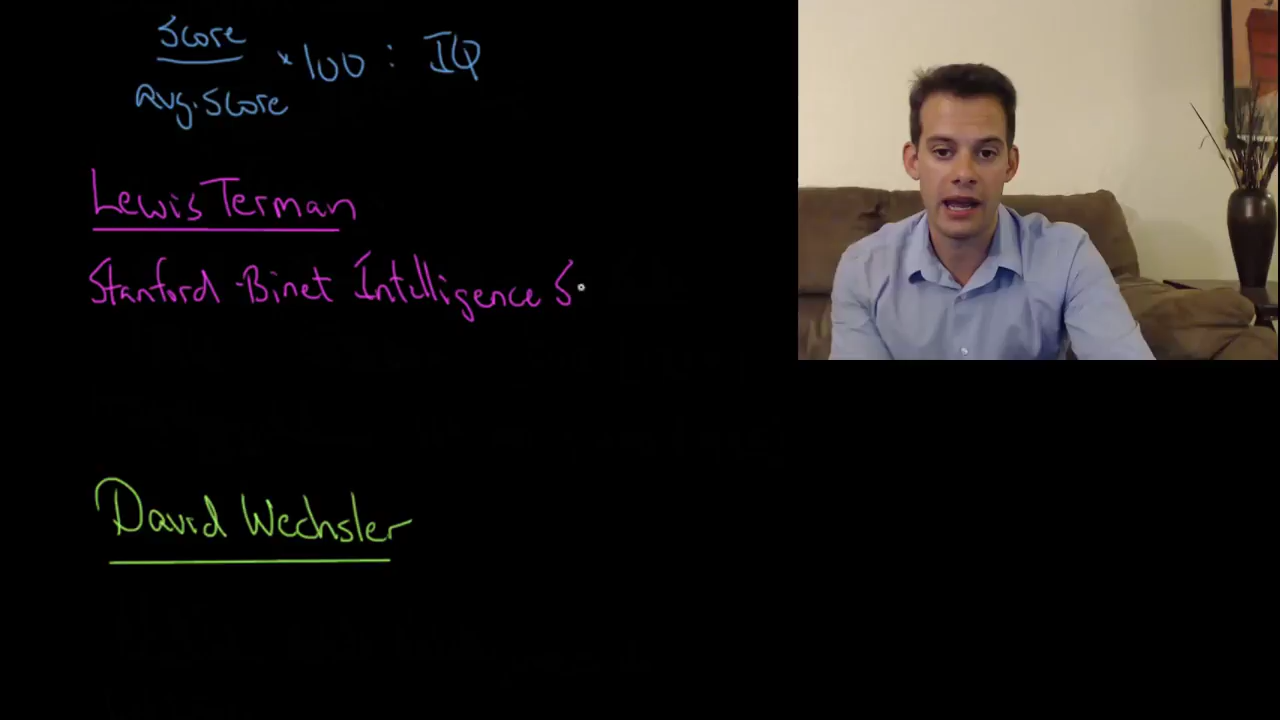 Score
Avg. Score × 100 : IQ
Lewis Terman
Stanford-Binet Intelligence S
David Wechsler